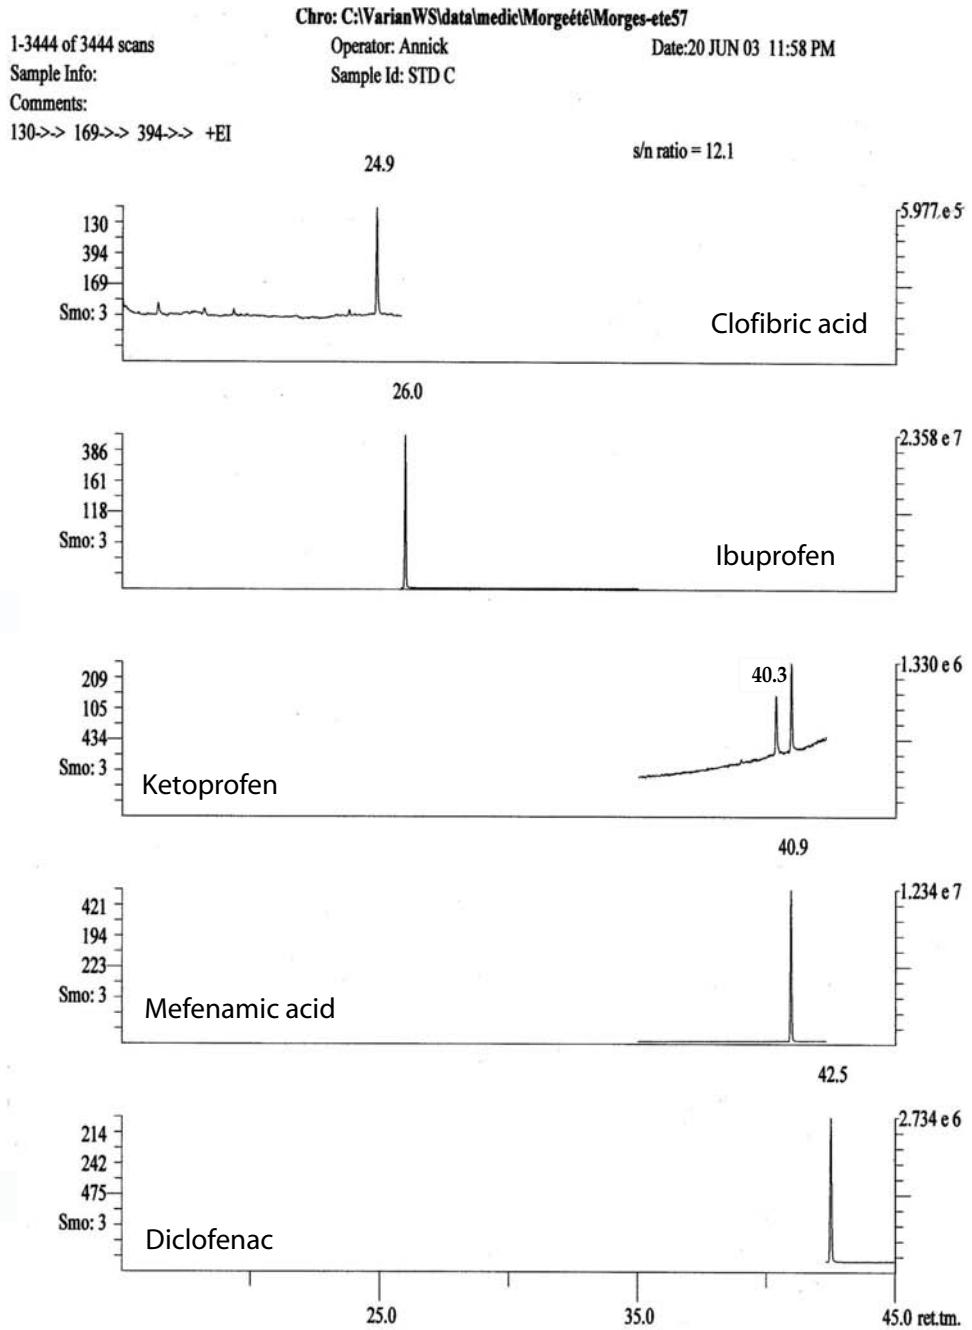 Chro: C:\VarianWS\data\medic\Morgeété\Morges-ete57
1-3444 of 3444 scans Operator: Annick Date:20 JUN 03 11:58 PM
Sample Info: Sample Id: STD C
Comments:
130->-> 169->-> 394->-> +EI
s/n ratio = 12.1
24.9
5.977 e 5
130
394
169
Smo: 3
Clofibric acid
26.0
2.358 e 7
386
161
118
Smo: 3
Ibuprofen
1.330 e 6
209
40.3
105
434
Smo: 3
Ketoprofen
40.9
1.234 e 7
421
194
223
Smo: 3
Mefenamic acid
42.5
2.734 e 6
214
242
475
Smo: 3
Diclofenac
25.0 35.0 45.0 ret.tm.